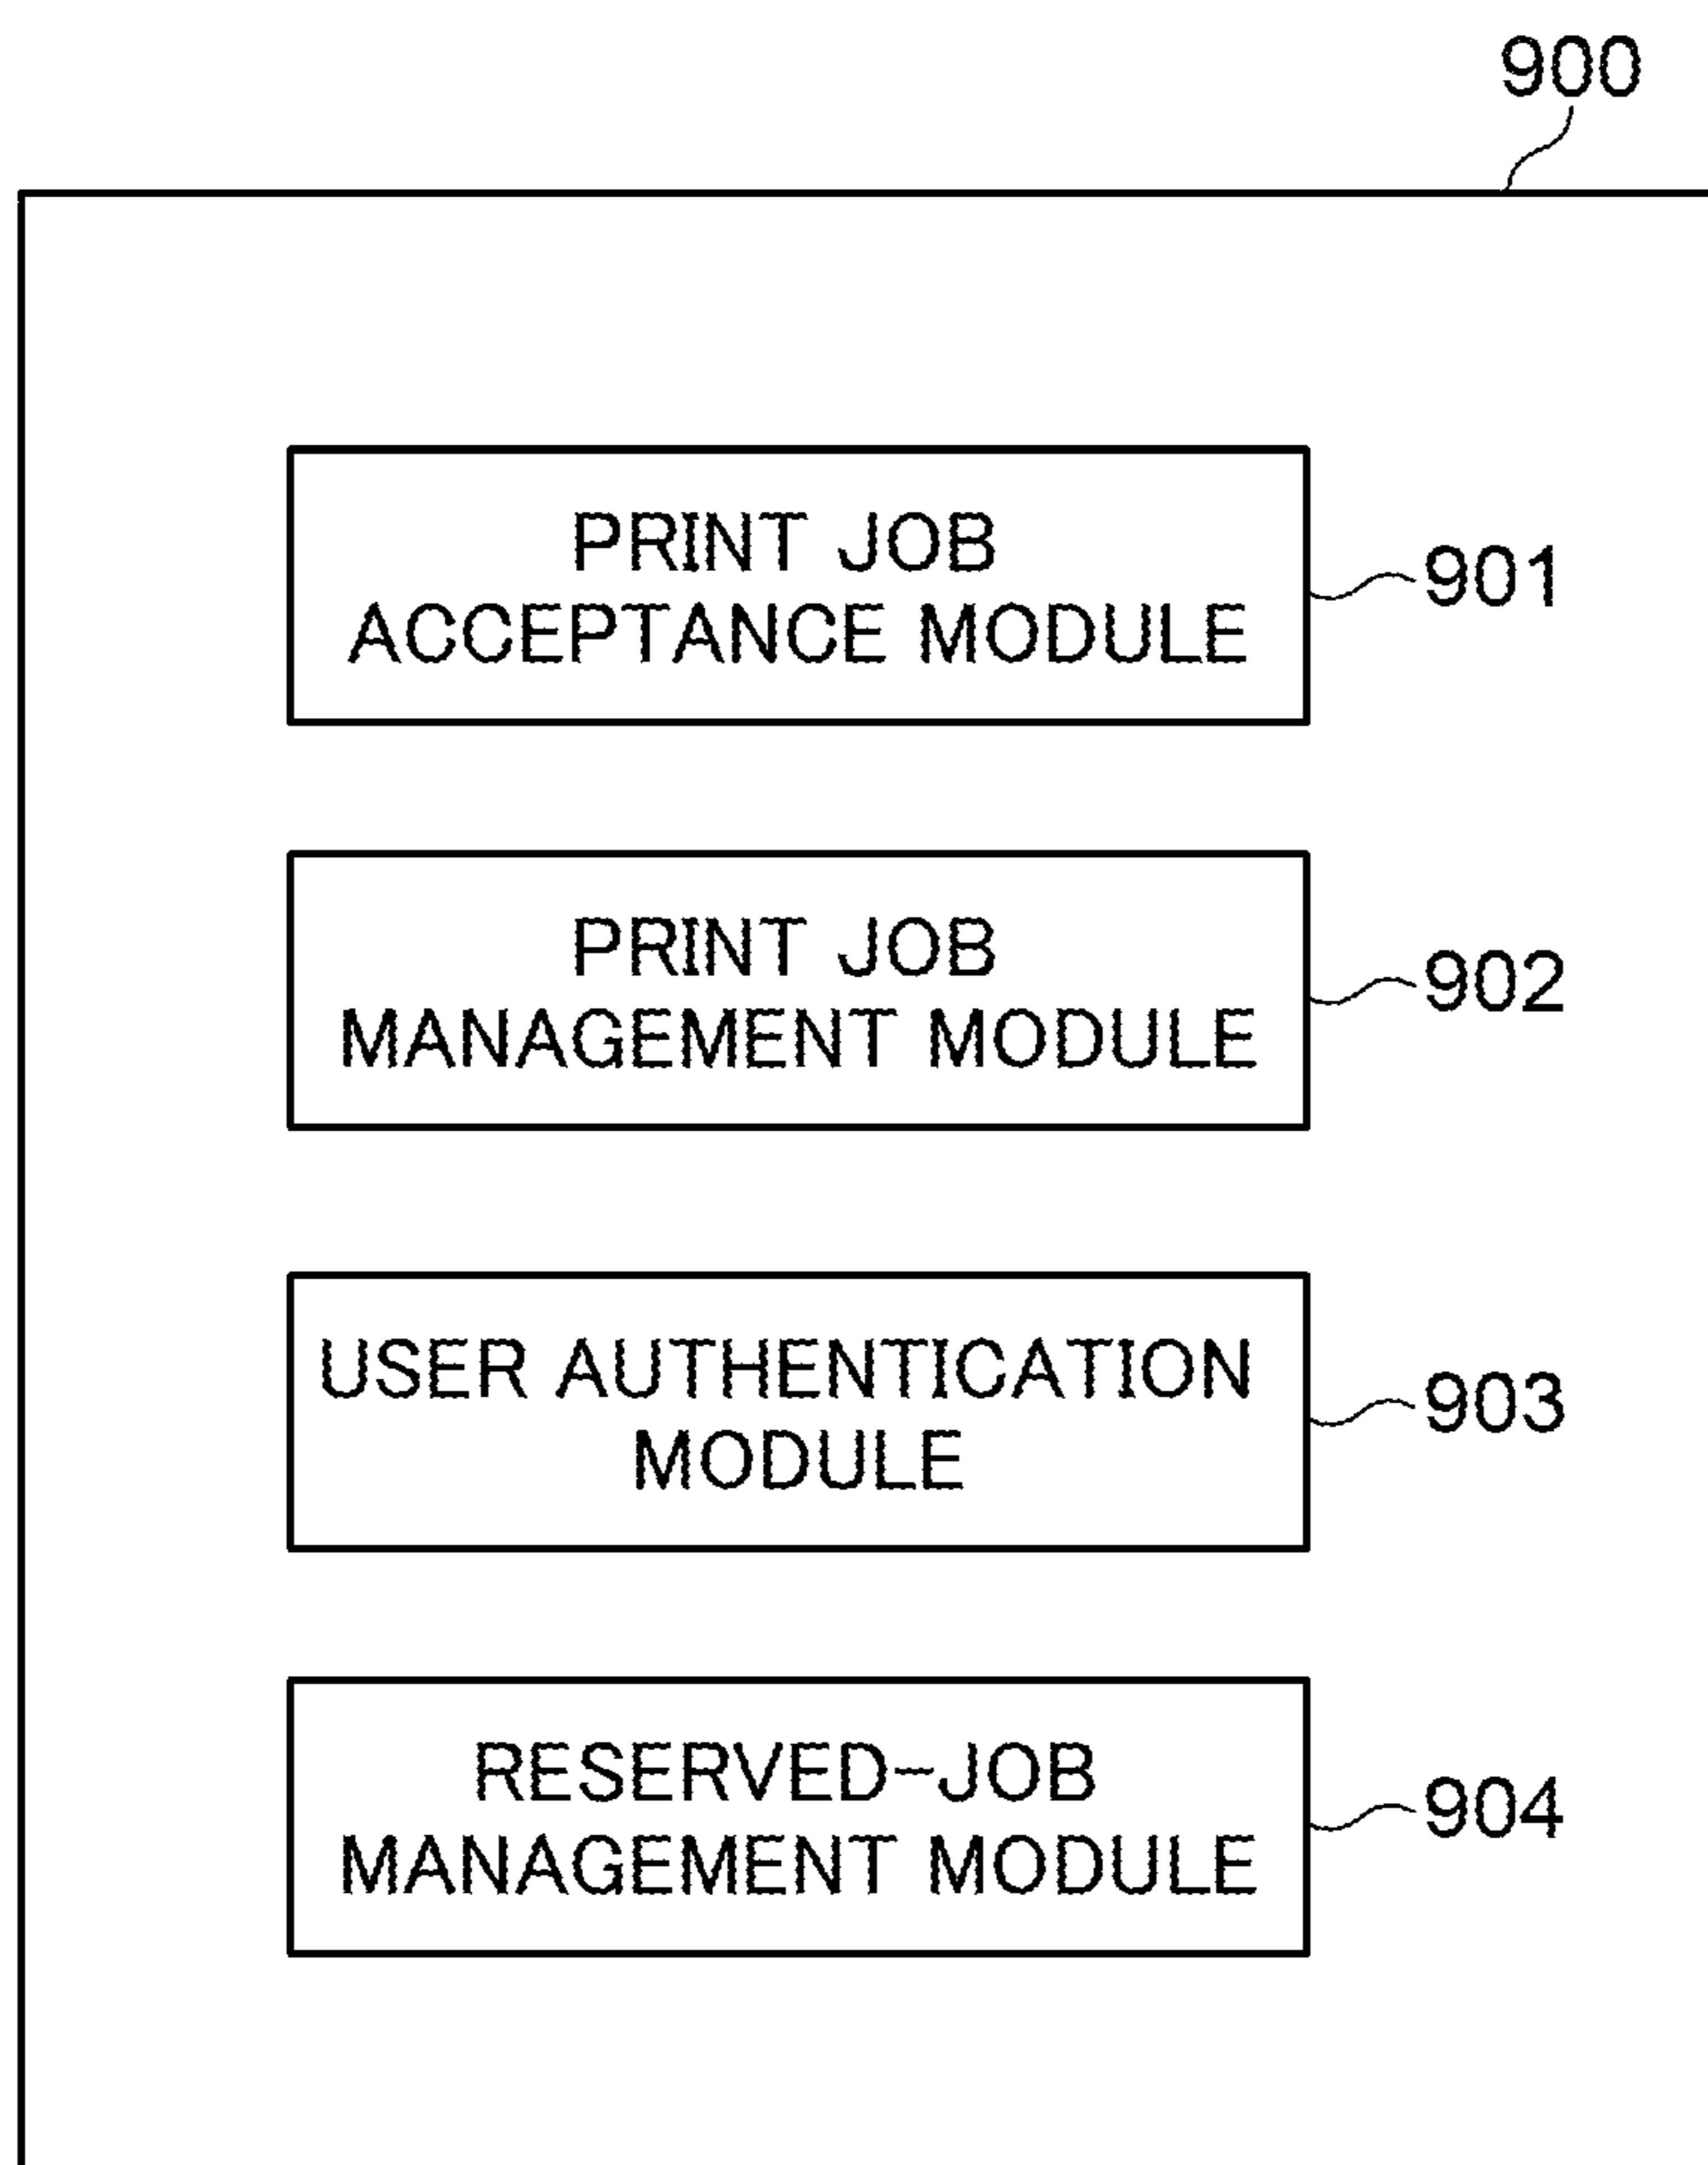 900
PRINT JOB
ACCEPTANCE MODULE
901
PRINT JOB
MANAGEMENT MODULE
902
USER AUTHENTICATION
MODULE
903
RESERVED-JOB
MANAGEMENT MODULE
904